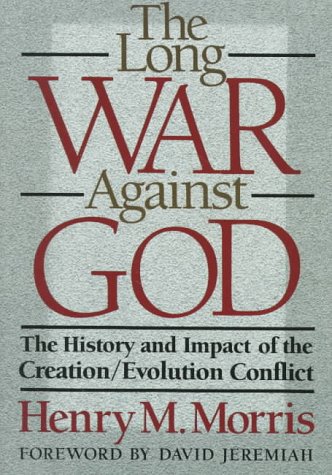 The
Long
WAR
Against
GOD
The History and Impact of the
Creation/Evolution Conflict
Henry M. Morris
FOREWORD BY DAVID JEREMIAH